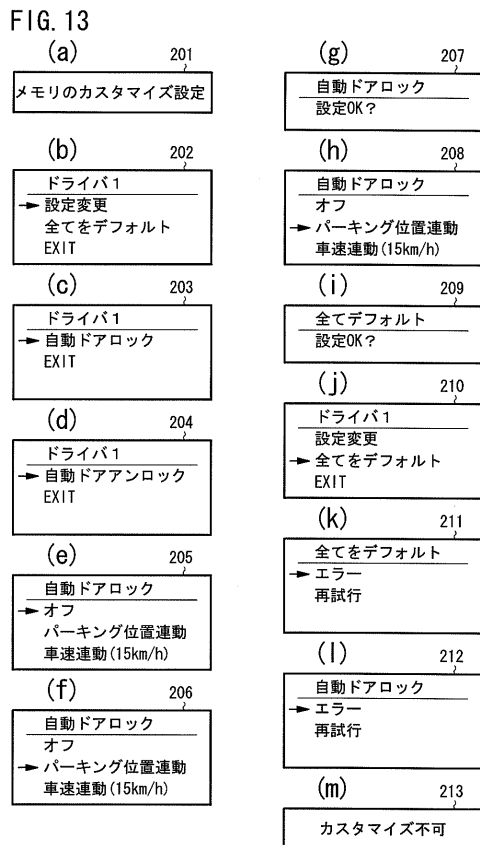 FIG. 13
(a) 201
メモリのカスタマイズ設定
(b) 202
ドライバ1
→ 設定変更
全てをデフォルト
EXIT
(c) 203
ドライバ1
→ 自動ドアロック
EXIT
(d) 204
ドライバ1
→ 自動ドアアンロック
EXIT
(e) 205
自動ドアロック
→ オフ
パーキング位置連動
車速連動(15km/h)
(f) 206
自動ドアロック
オフ
→ パーキング位置連動
車速連動(15km/h)
(g) 207
自動ドアロック
設定OK?
(h) 208
自動ドアロック
オフ
→ パーキング位置連動
車速連動(15km/h)
(i) 209
全てデフォルト
設定OK?
(j) 210
ドライバ1
設定変更
→ 全てをデフォルト
EXIT
(k) 211
全てをデフォルト
→ エラー
再試行
(l) 212
自動ドアロック
→ エラー
再試行
(m) 213
カスタマイズ不可